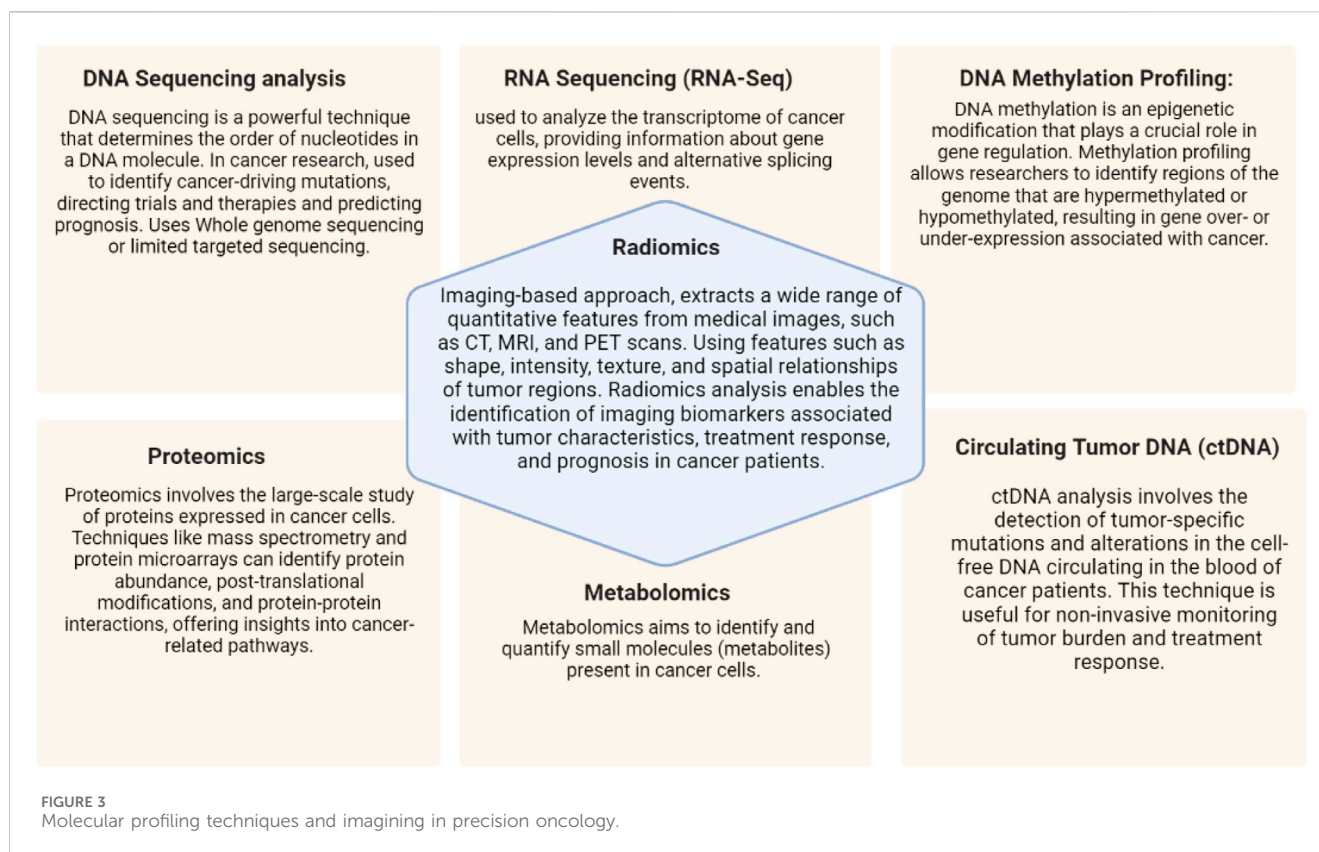 DNA Sequencing analysis
DNA sequencing is a powerful technique
that determines the order of nucleotides in
a DNA molecule. In cancer research, used
to identify cancer-driving mutations,
directing trials and therapies and predicting
prognosis. Uses Whole genome sequencing
or limited targeted sequencing.
RNA Sequencing (RNA-Seq)
used to analyze the transcriptome of cancer
cells, providing information about gene
expression levels and alternative splicing
events.
DNA Methylation Profiling:
DNA methylation is an epigenetic
modification that plays a crucial role in
gene regulation. Methylation profiling
allows researchers to identify regions of the
genome that are hypermethylated or
hypomethylated, resulting in gene over- or
under-expression associated with cancer.
Radiomics
Imaging-based approach, extracts a wide range of
quantitative features from medical images, such
as CT, MRI, and PET scans. Using features such as
shape, intensity, texture, and spatial relationships
of tumor regions. Radiomics analysis enables the
identification of imaging biomarkers associated
with tumor characteristics, treatment response,
and prognosis in cancer patients.
Proteomics
Proteomics involves the large-scale study
of proteins expressed in cancer cells.
Techniques like mass spectrometry and
protein microarrays can identify protein
abundance, post-translational
modifications, and protein-protein
interactions, offering insights into cancer-
related pathways.
Metabolomics
Metabolomics aims to identify and
quantify small molecules (metabolites)
present in cancer cells.
Circulating Tumor DNA (ctDNA)
ctDNA analysis involves the
detection of tumor-specific
mutations and alterations in the cell-
free DNA circulating in the blood of
cancer patients. This technique is
useful for non-invasive monitoring
of tumor burden and treatment
response.
FIGURE 3
Molecular profiling techniques and imagining in precision oncology.